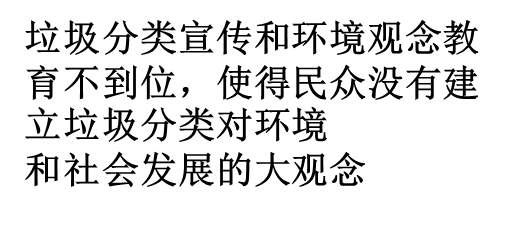 垃圾分类宣传和环境观念教
育不到位，使得民众没有建
立垃圾分类对环境
和社会发展的大观念